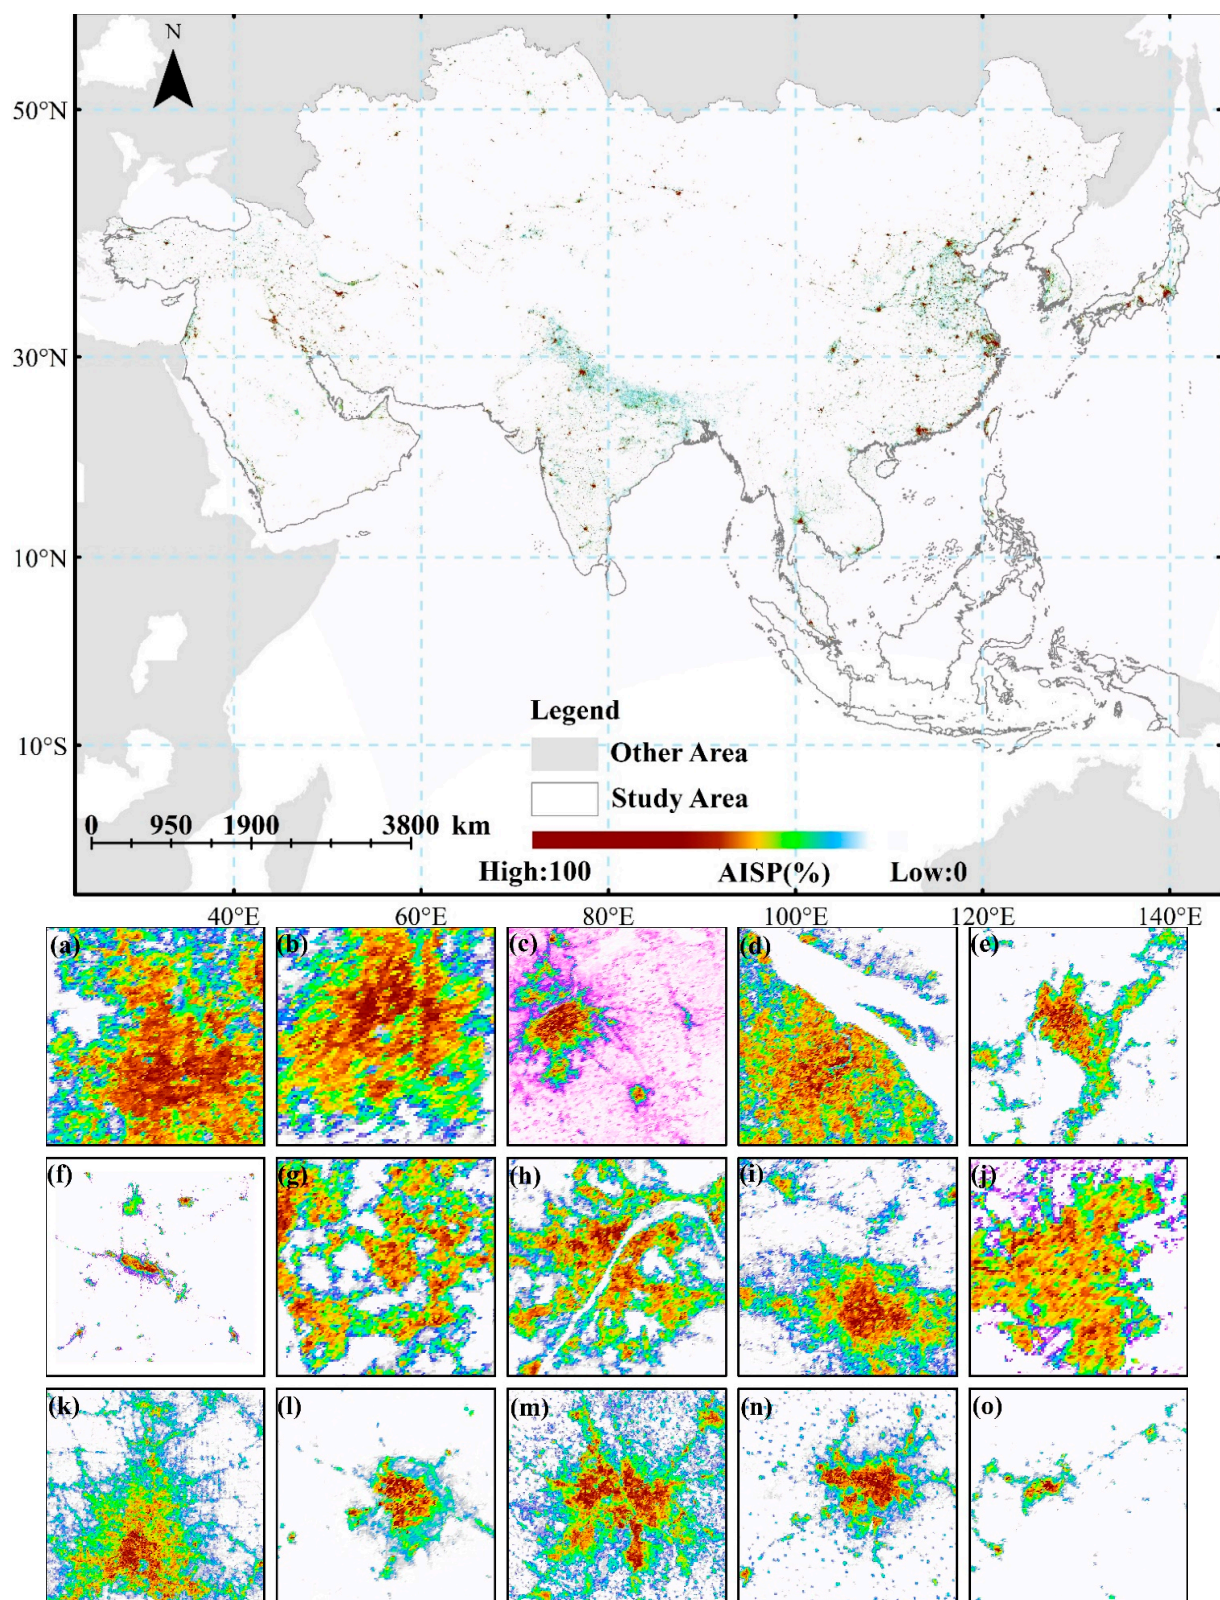 N
50°N
30°N
10°N
10°S
Legend
Other Area
Study Area
0 950 1900 3800 km
High:100 AISP(%) Low:0
40°E 60°E 80°E 100°E 120°E 140°E
(a) (b) (c) (d) (e)
(f) (g) (h) (i) (j)
(k) (l) (m) (n) (o)